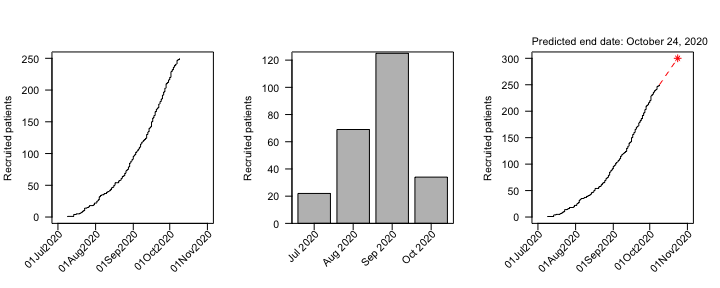 Recruited patients
250
200
150
100
50
0
01Jul2020
01Aug2020
01Sep2020
01Oct2020
01Nov2020
Recruited patients
120
100
80
60
40
20
0
Jul 2020
Aug 2020
Sep 2020
Oct 2020
Predicted end date: October 24, 2020
Recruited patients
300
250
200
150
100
50
0
01Jul2020
01Aug2020
01Sep2020
01Oct2020
01Nov2020